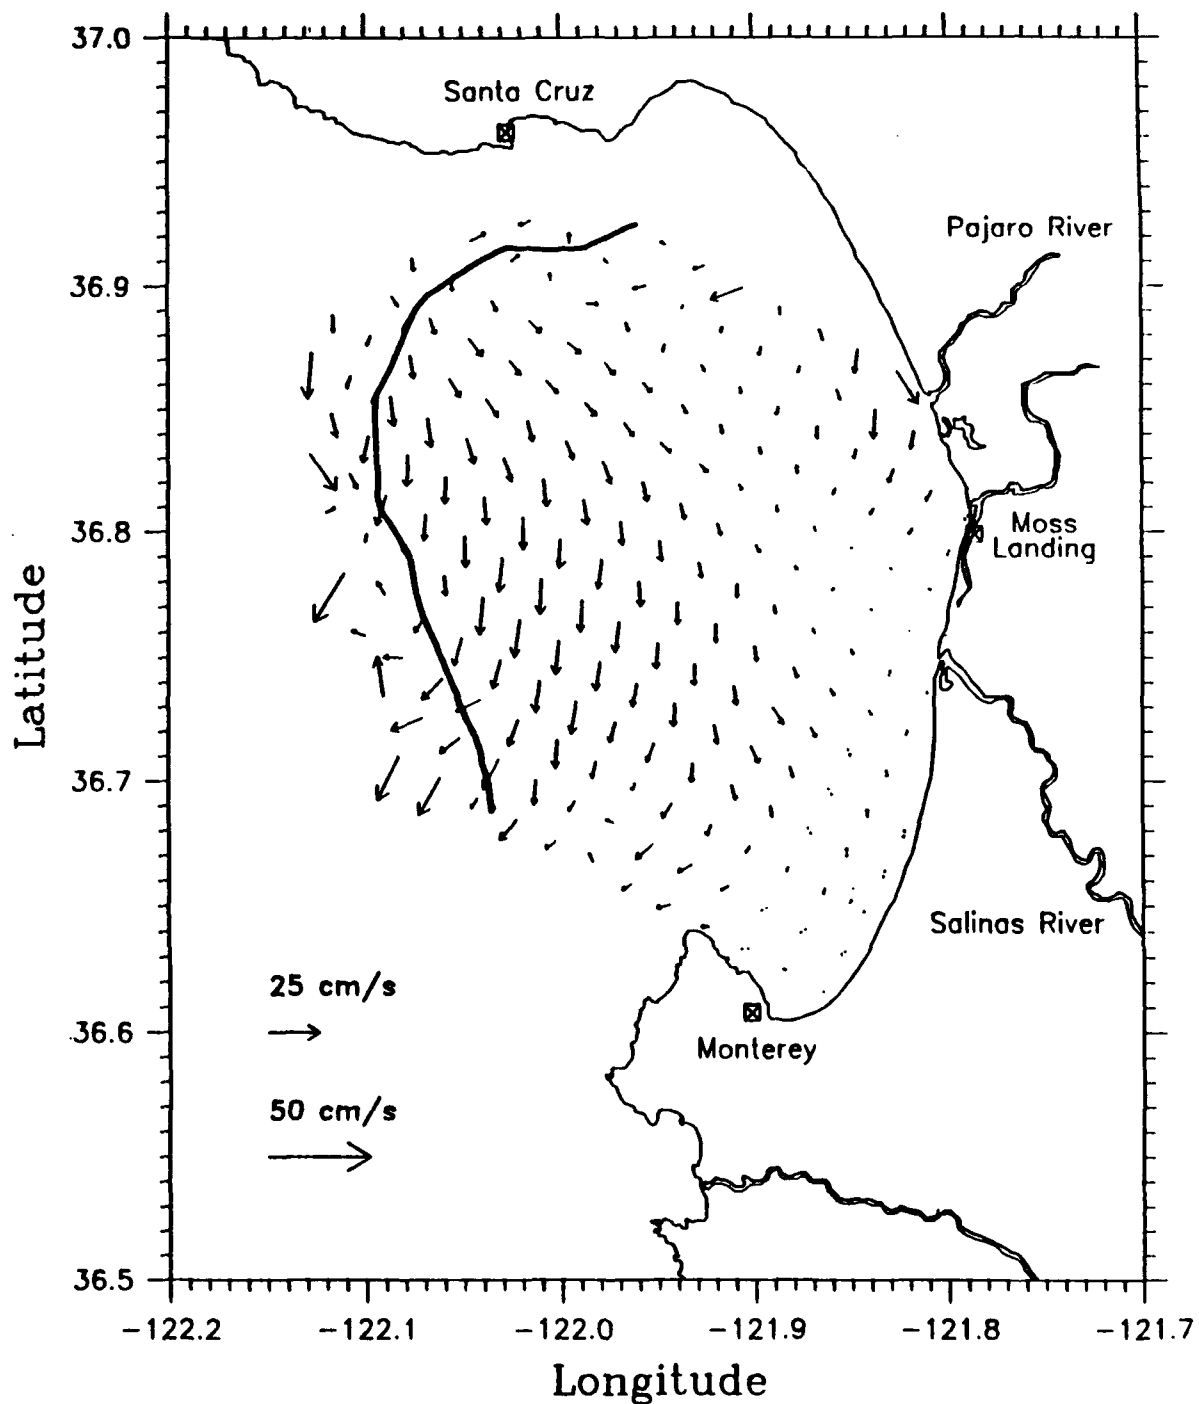 37.0
Santa Cruz
Pajaro River
36.9
36.8
Moss
Landing
Latitude
36.7
Salinas River
25 cm/s
36.6
Monterey
50 cm/s
36.5
-122.2 -122.1 -122.0 -121.9 -121.8 -121.7
Longitude